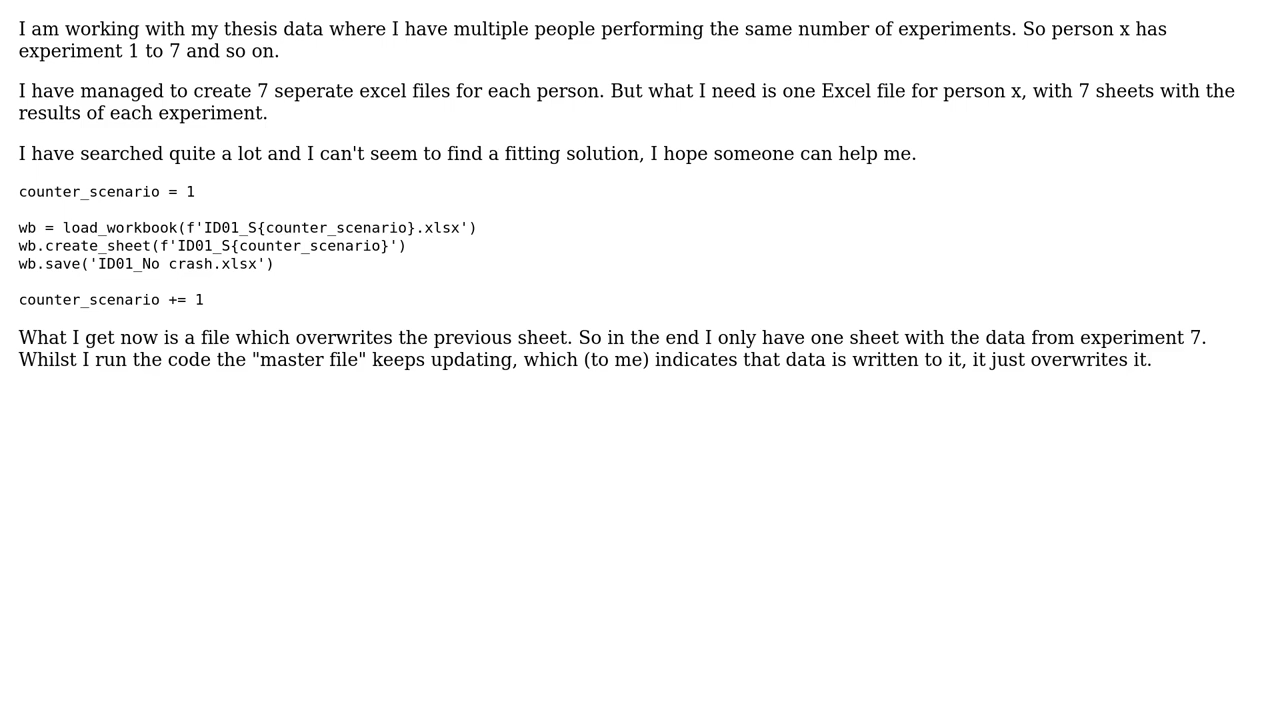 I am working with my thesis data where I have multiple people performing the same number of experiments. So person x has
experiment 1 to 7 and so on.
I have managed to create 7 seperate excel files for each person. But what I need is one Excel file for person x, with 7 sheets with the
results of each experiment.
I have searched quite a lot and I can't seem to find a fitting solution, I hope someone can help me.
counter_scenario = 1
wb = load_workbook(f'ID01_S{counter_scenario}.xlsx')
wb.create_sheet(f'ID01_S{counter_scenario}')
wb.save('ID01_No crash.xlsx')
counter_scenario += 1
What I get now is a file which overwrites the previous sheet. So in the end I only have one sheet with the data from experiment 7.
Whilst I run the code the "master file" keeps updating, which (to me) indicates that data is written to it, it just overwrites it.